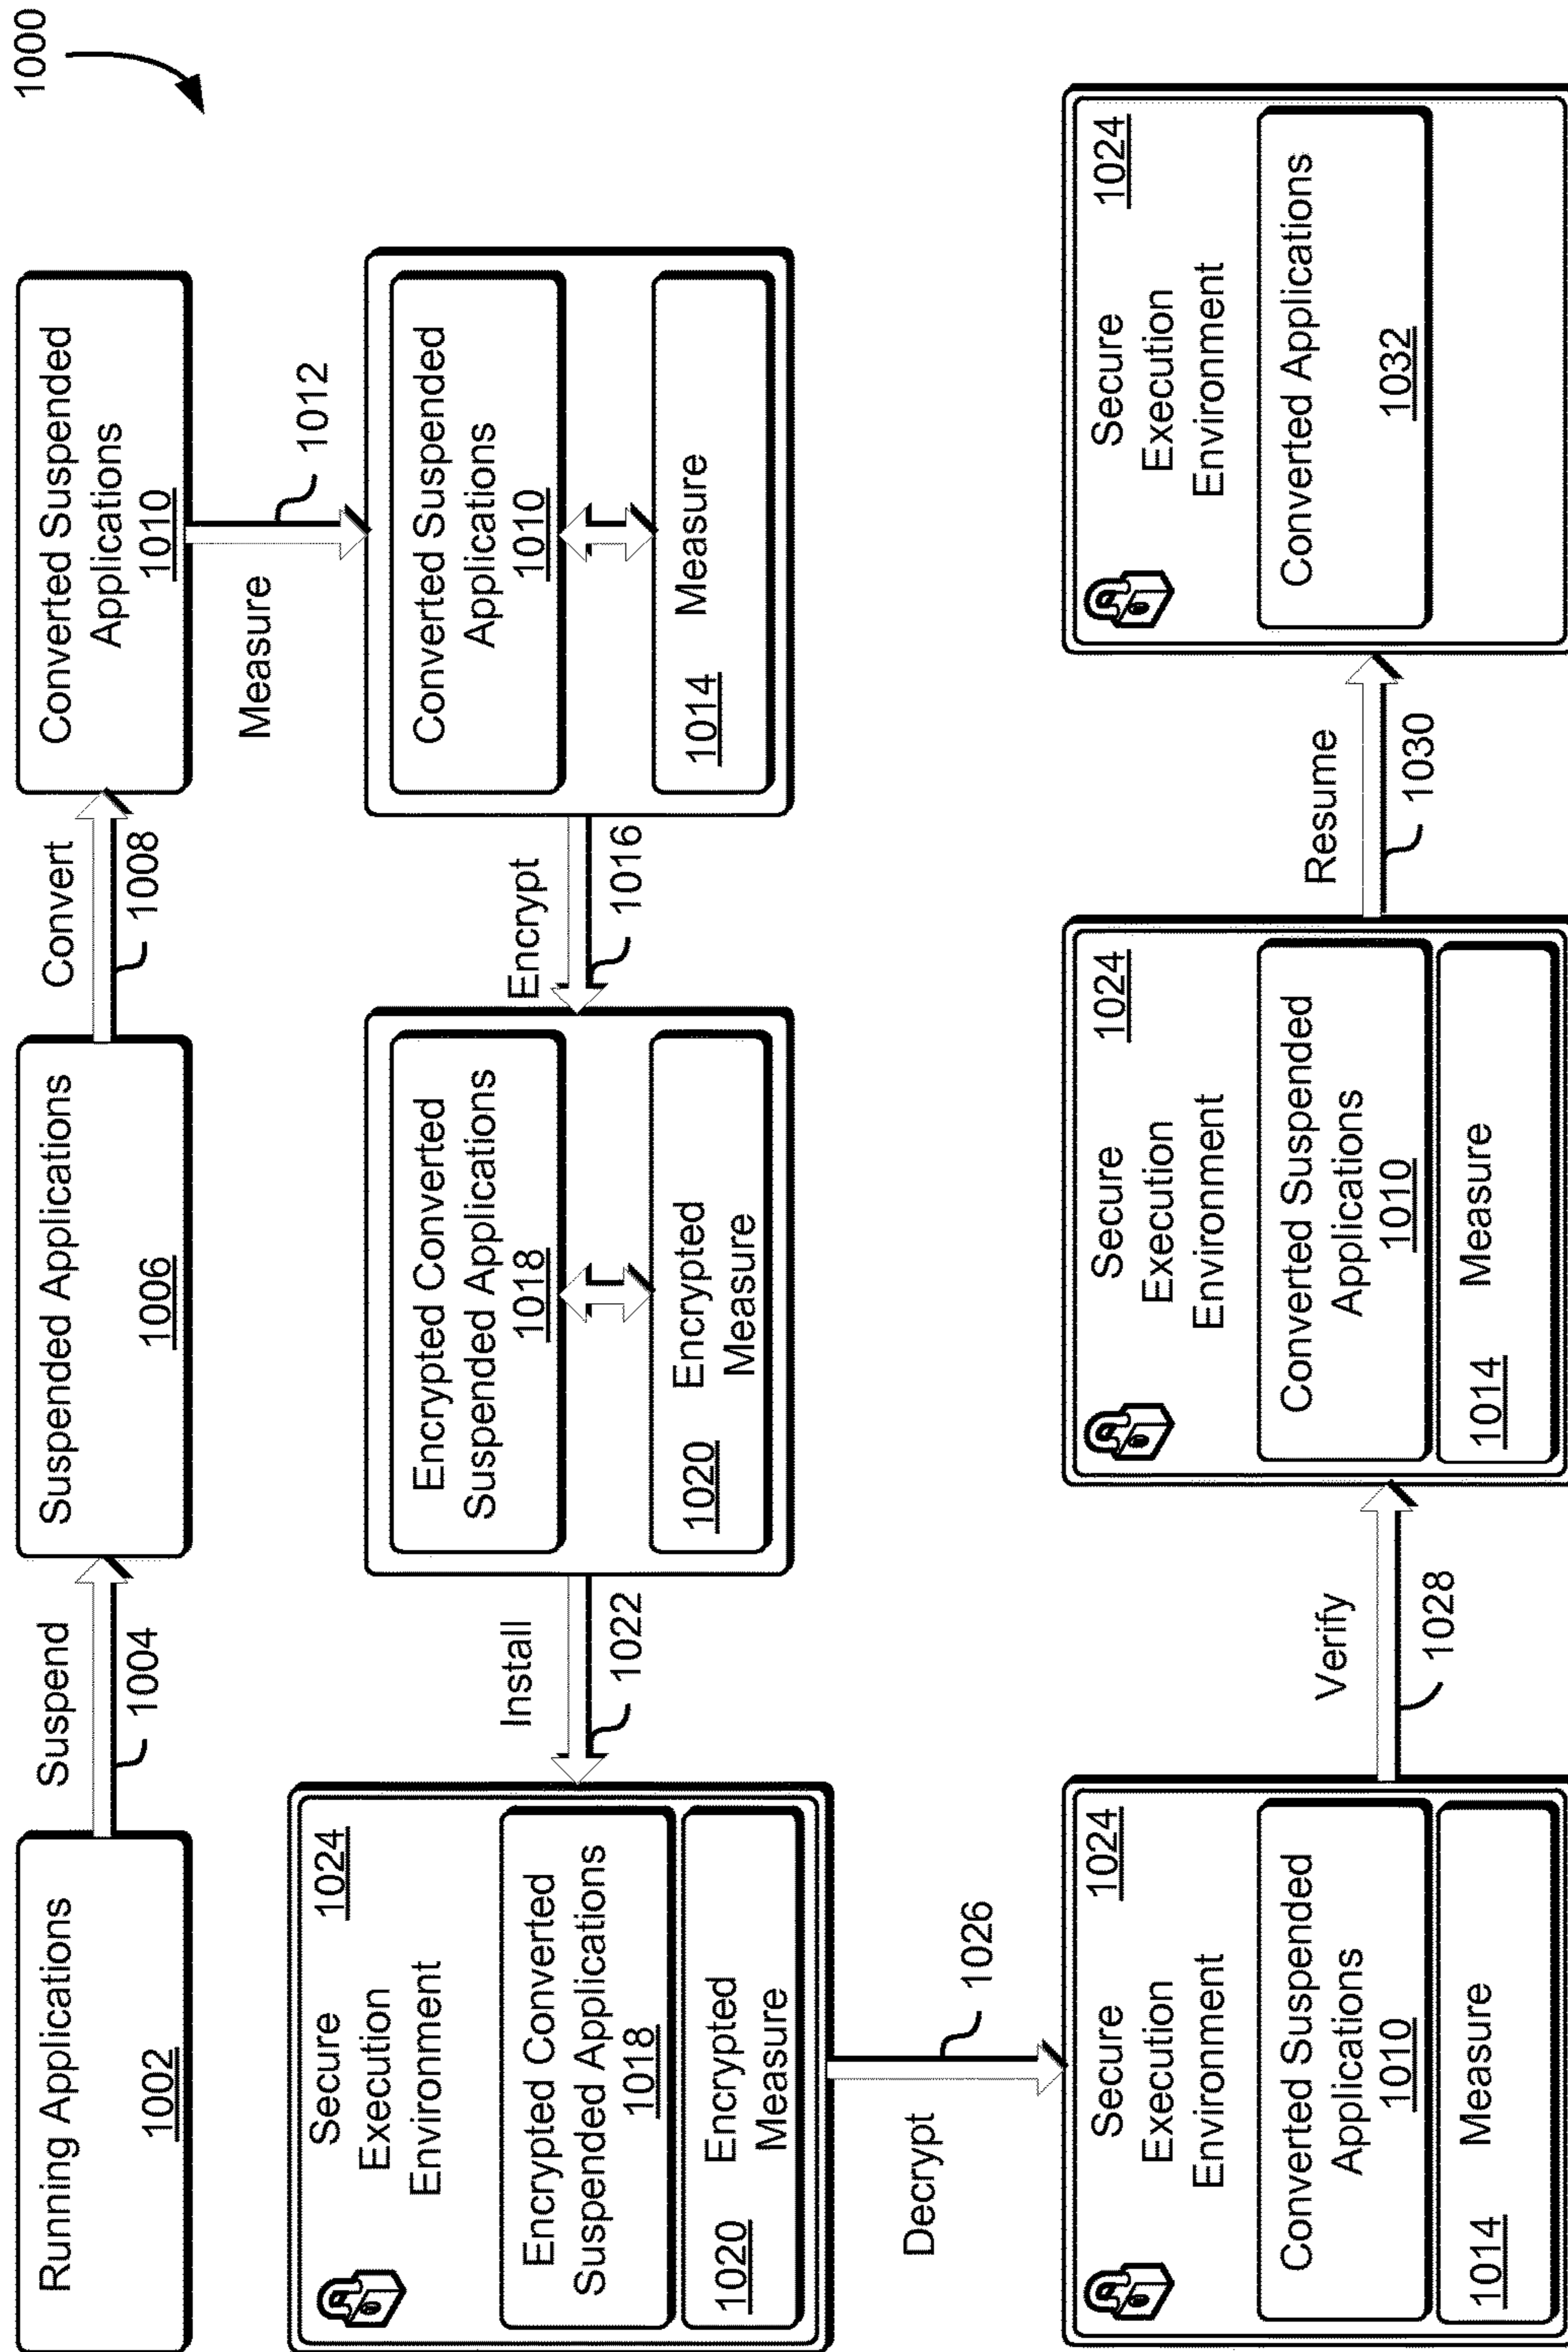 1000
Running Applications
1002
Suspend
1004
Suspended Applications
1006
Convert
1008
Converted Suspended
Applications
1010
Measure
1012
Converted Suspended
Applications
1010
1014
Measure
Encrypt
1016
Encrypted Converted
Suspended Applications
1018
1020
Encrypted
Measure
Install
1022
Secure
Execution
Environment
1024
Encrypted Converted
Suspended Applications
1018
1020
Encrypted
Measure
Decrypt
1026
Secure
Execution
Environment
1024
Converted Suspended
Applications
1010
1014
Measure
Verify
1028
Secure
Execution
Environment
1024
Converted Suspended
Applications
1010
1014
Measure
Resume
1030
Secure
Execution
Environment
1024
Converted Applications
1032